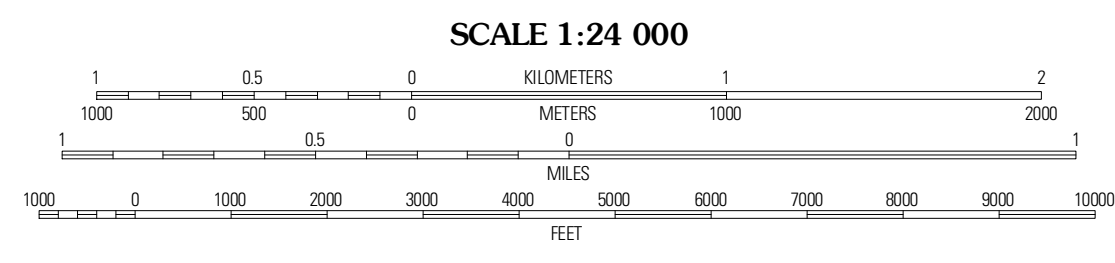 SCALE 1:24 000
1 0.5 0 KILOMETERS 1 2
1000 500 0 METERS 1000 2000
1 0.5 0 1
MILES
1000 0 1000 2000 3000 4000 5000 6000 7000 8000 9000 10000
FEET